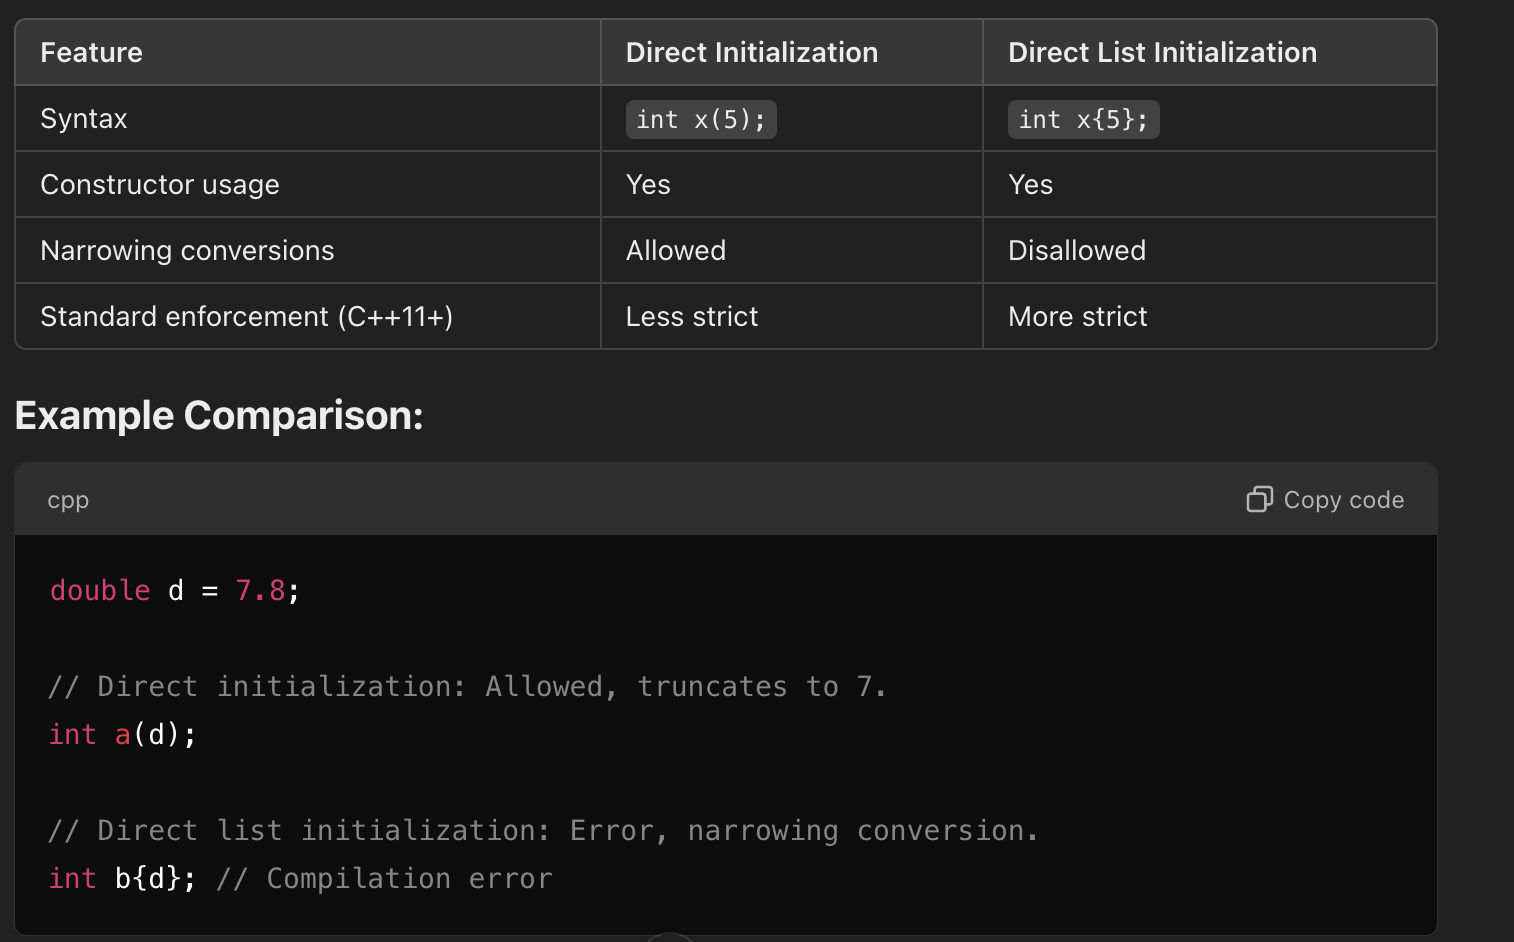 Feature Direct Initialization Direct List Initialization
Syntax int x(5); int x{5};
Constructor usage Yes Yes
Narrowing conversions Allowed Disallowed
Standard enforcement (C++11+) Less strict More strict
Example Comparison:
cpp Copy code
double d = 7.8;
// Direct initialization: Allowed, truncates to 7.
int a(d);
// Direct list initialization: Error, narrowing conversion.
int b{d}; // Compilation error